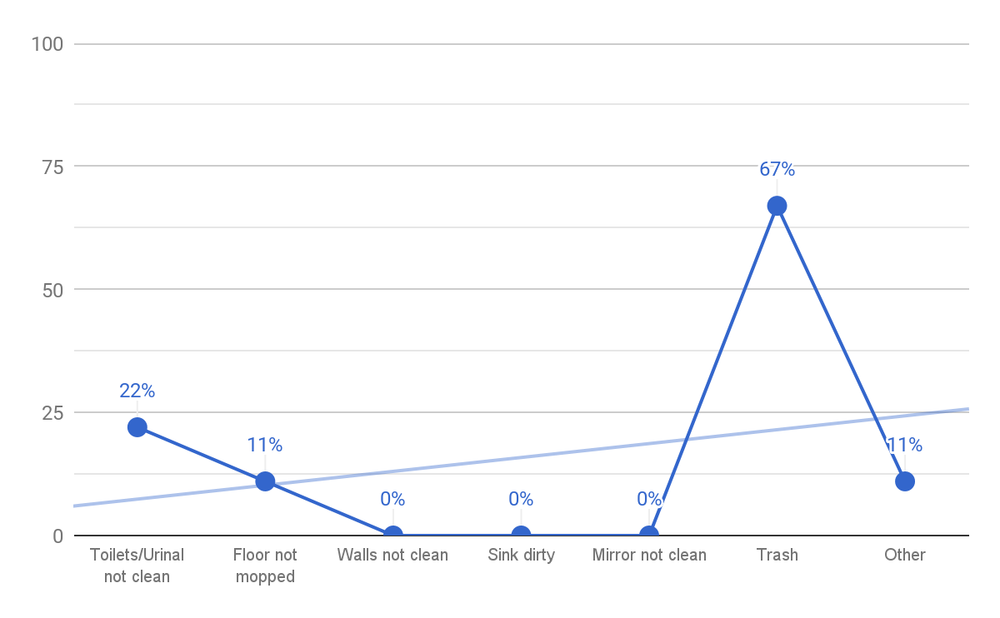 100
75
50
25
0
22%
11%
0%
0%
0%
67%
11%
Toilets/Urinal
not clean
Floor not
mopped
Walls not clean
Sink dirty
Mirror not clean
Trash
Other